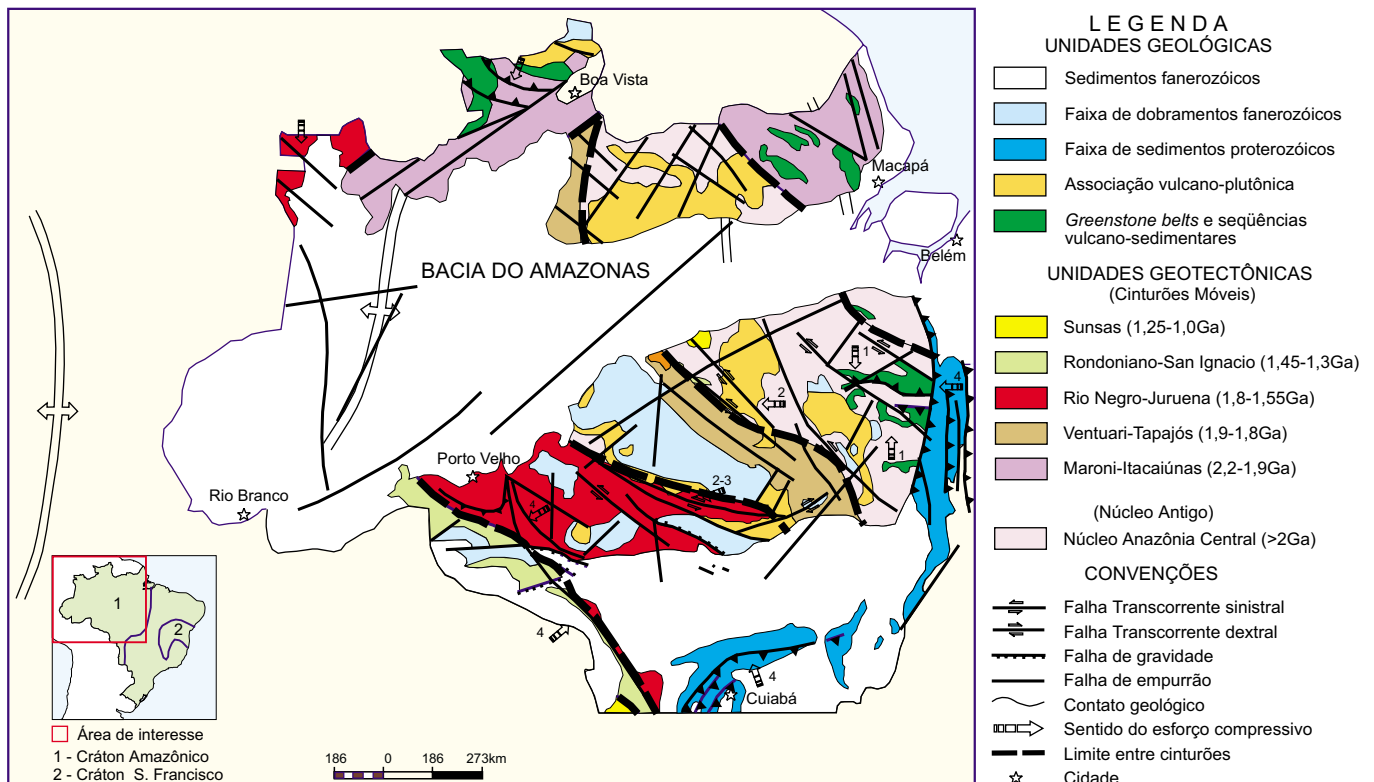 Boa Vista
Macapá
Belém
BACIA DO AMAZONAS
1
4
2
1
Porto Velho
2-3
4
Rio Branco
4
4
Cuiabá
1
2
Área de interesse
1 - Cráton Amazônico
2 - Cráton S. Francisco
186 0 186 273km
LEGENDA
UNIDADES GEOLÓGICAS
Sedimentos fanerozóicos
Faixa de dobramentos fanerozóicos
Faixa de sedimentos proterozóicos
Associação vulcano-plutônica
Greenstone belts e seqüências
vulcano-sedimentares
UNIDADES GEOTECTÔNICAS
(Cinturões Móveis)
Sunsas (1,25-1,0Ga)
Rondoniano-San Ignacio (1,45-1,3Ga)
Rio Negro-Juruena (1,8-1,55Ga)
Ventuari-Tapajós (1,9-1,8Ga)
Maroni-Itacaiúnas (2,2-1,9Ga)
(Núcleo Antigo)
Núcleo Anazônia Central (>2Ga)
CONVENÇÕES
Falha Transcorrente sinistral
Falha Transcorrente dextral
Falha de gravidade
Falha de empurrão
Contato geológico
Sentido do esforço compressivo
Limite entre cinturões
Cidade